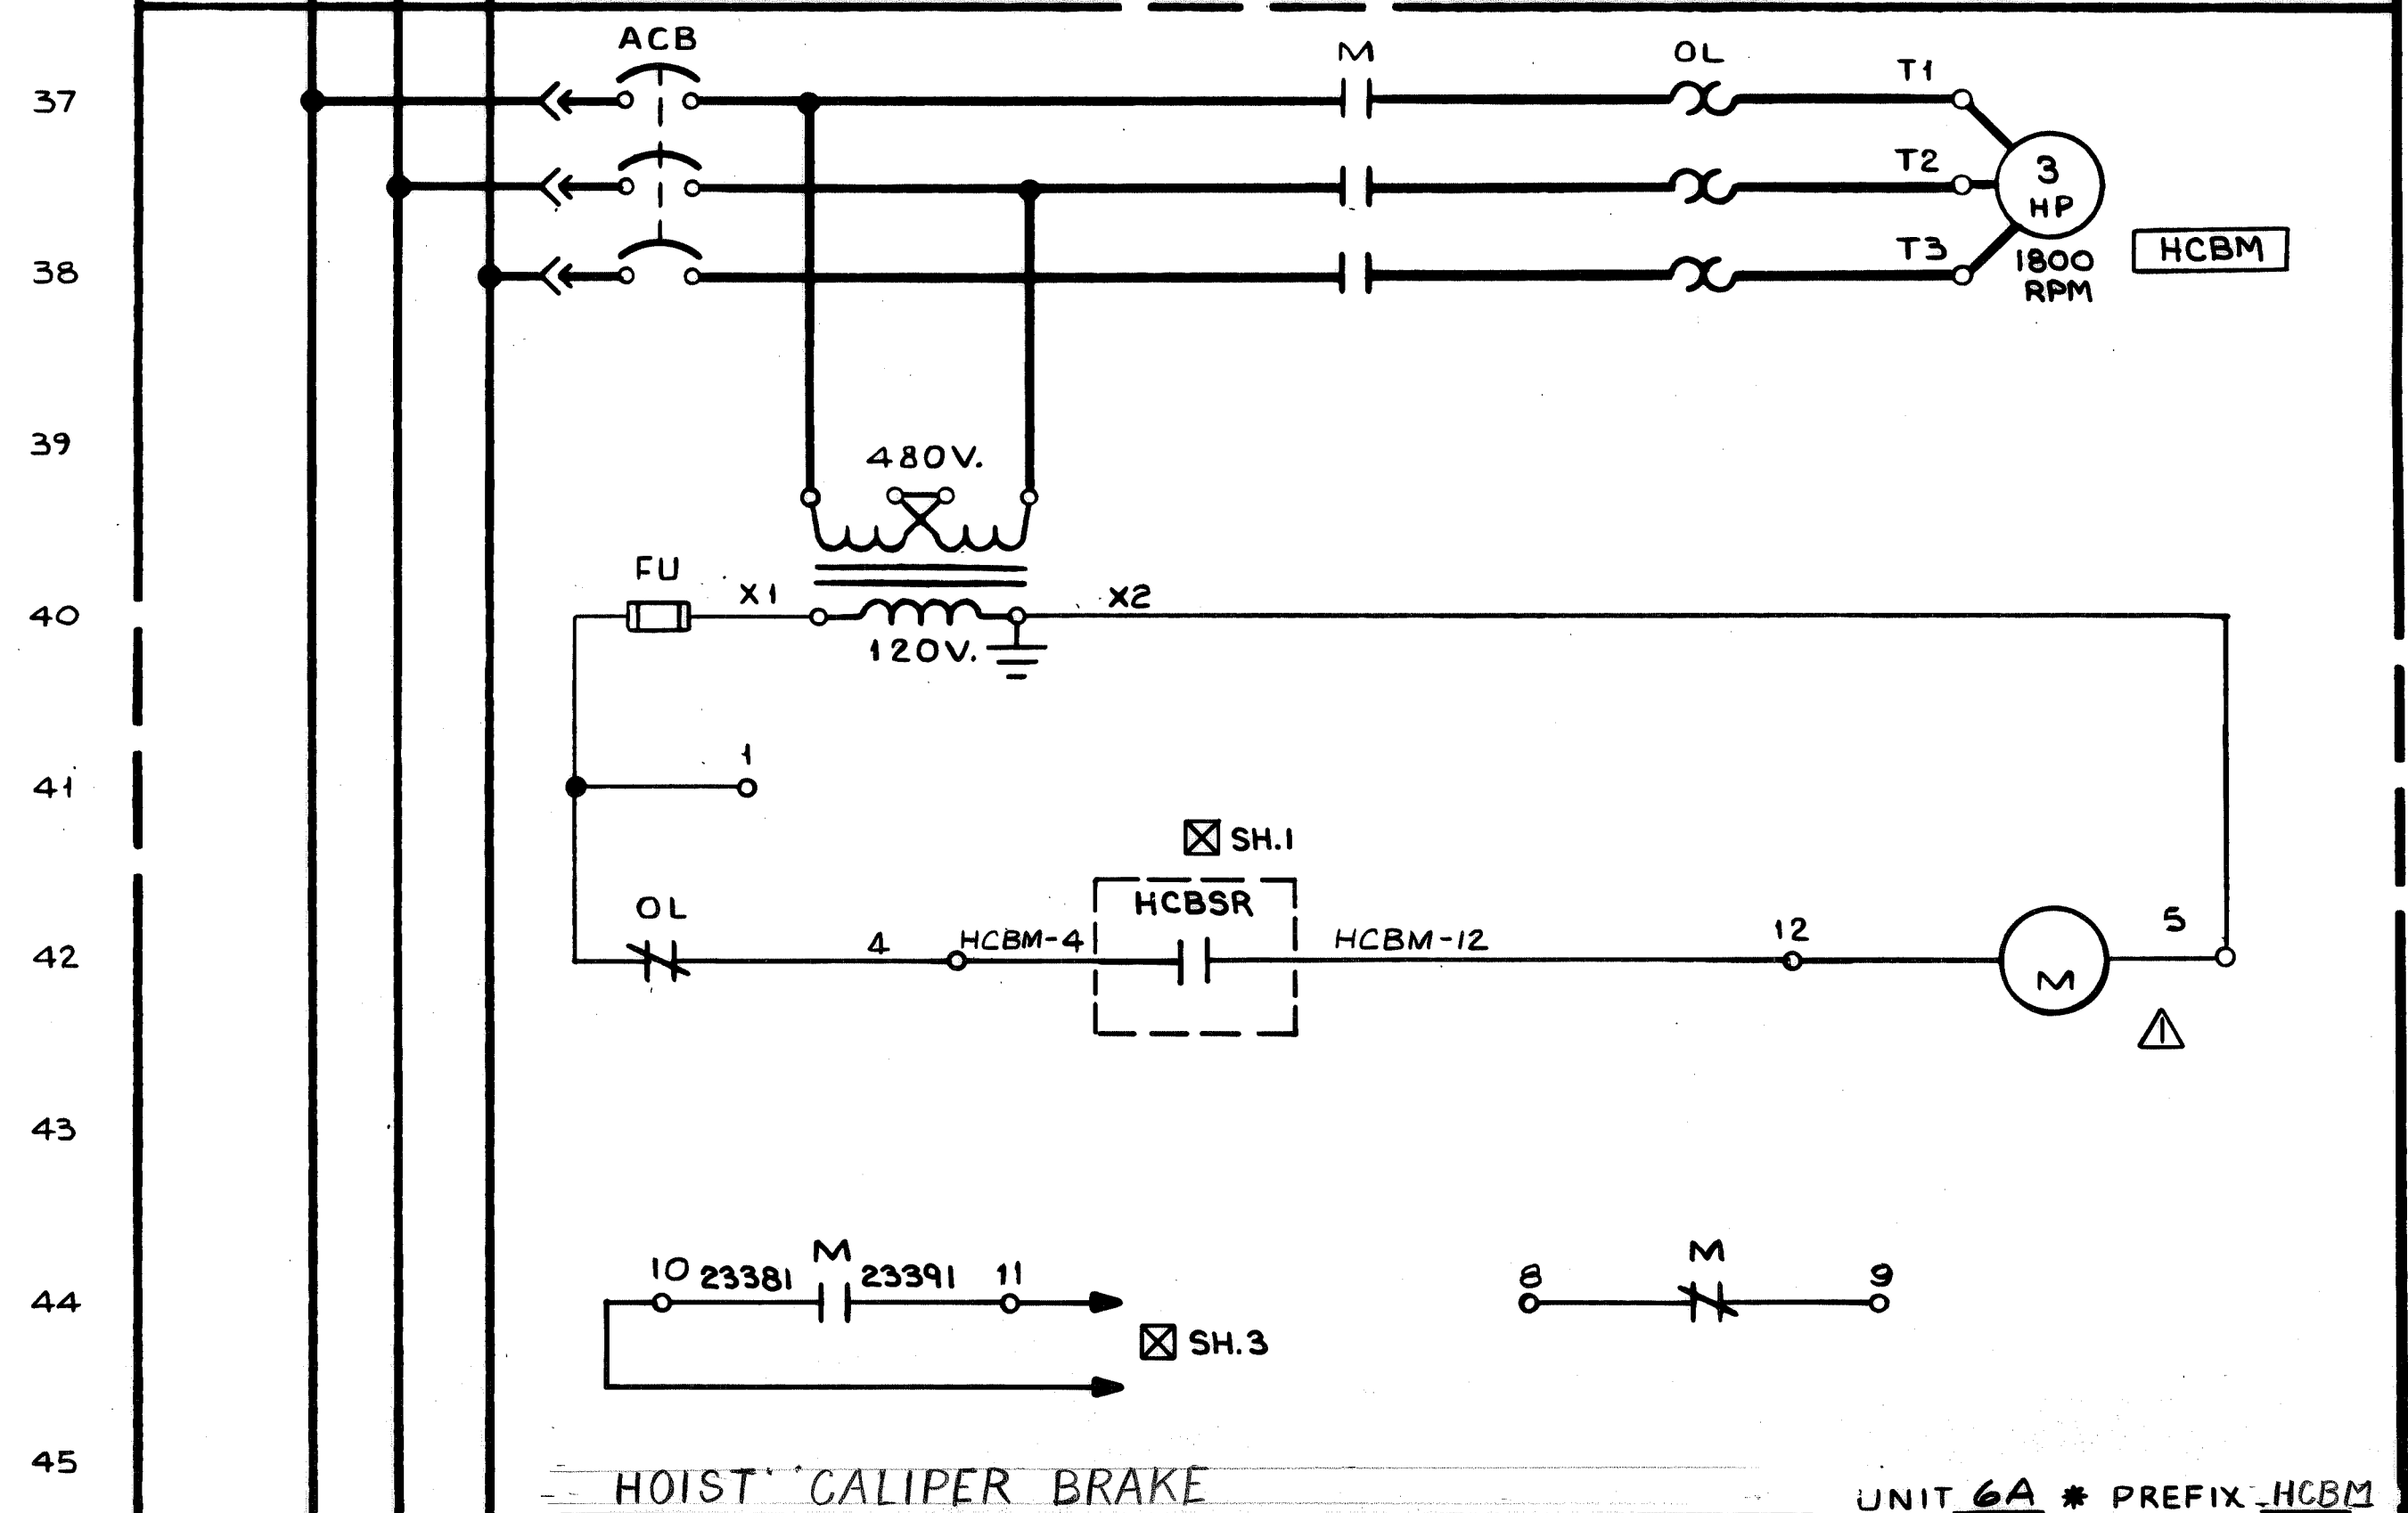 ACB
M
OL
T1
37
T2
3
HP
T3
38
1800
RPM
HCBM
39
480V.
FU
X1
X2
40
120V.
1
41
SH.1
HCBSR
OL
4
HCBM-4
HCBM-12
12
5
42
M
1
43
10
23381
M
23391
11
8
M
9
44
SH.3
45
HOIST CALIPER BRAKE
UNIT 6A * PREFIX HCBM